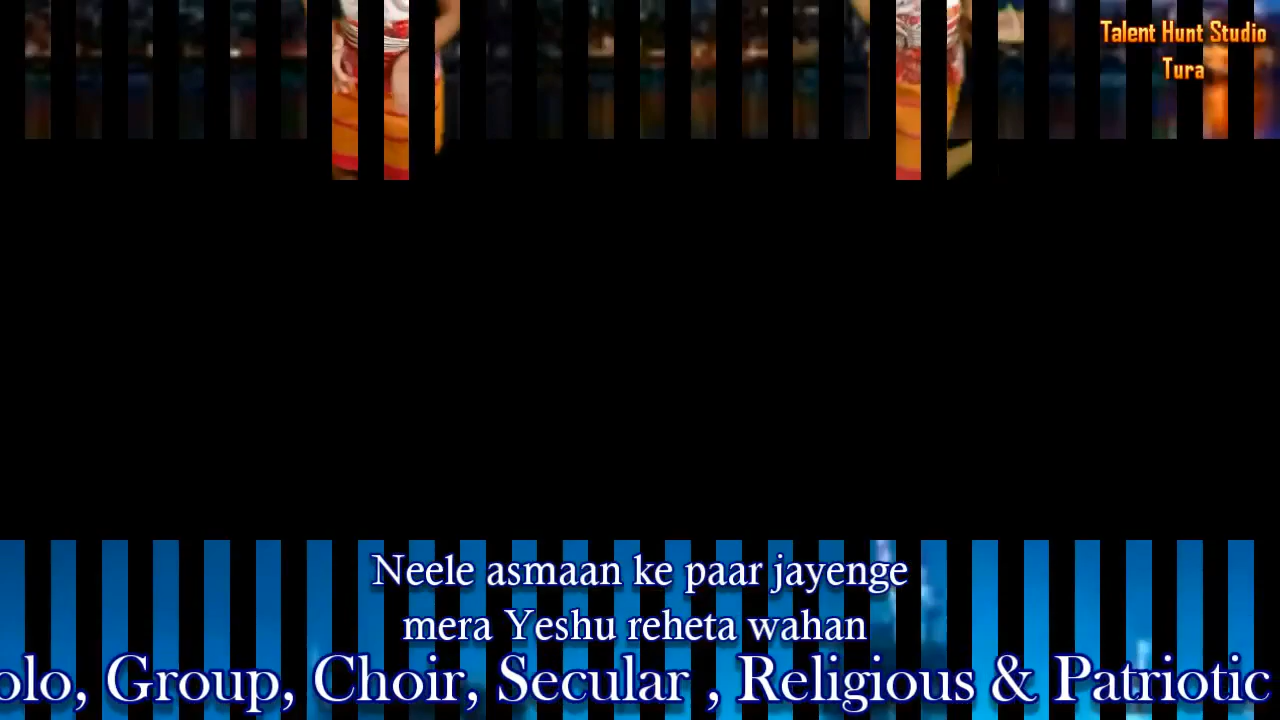 Talent Hunt Studio
Tura
Neele asmaan ke paar jayenge
mera Yeshu reheta wahan
olo, Group, Choir, Secular , Religious & Patriotic